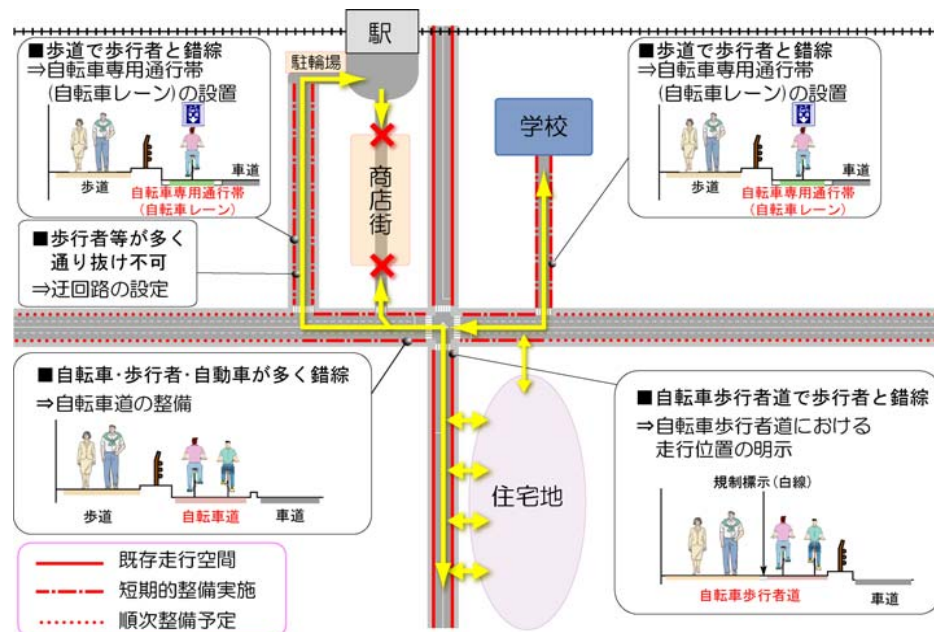 駅
駐輪場
商店街
学校
住宅地
■歩道で歩行者と錯綜
⇒自転車専用通行帯
(自転車レーン)の設置
歩道
車道
自転車専用通行帯
(自転車レーン)
■歩行者等が多く
通り抜け不可
⇒迂回路の設定
■歩道で歩行者と錯綜
⇒自転車専用通行帯
(自転車レーン)の設置
歩道
車道
自転車専用通行帯
(自転車レーン)
■自転車・歩行者・自動車が多く錯綜
⇒自転車道の整備
歩道
自転車道
車道
■自転車歩行者道で歩行者と錯綜
⇒自転車歩行者道における
走行位置の明示
規制標示(白線)
自転車歩行者道
車道
既存走行空間
短期的整備実施
順次整備予定